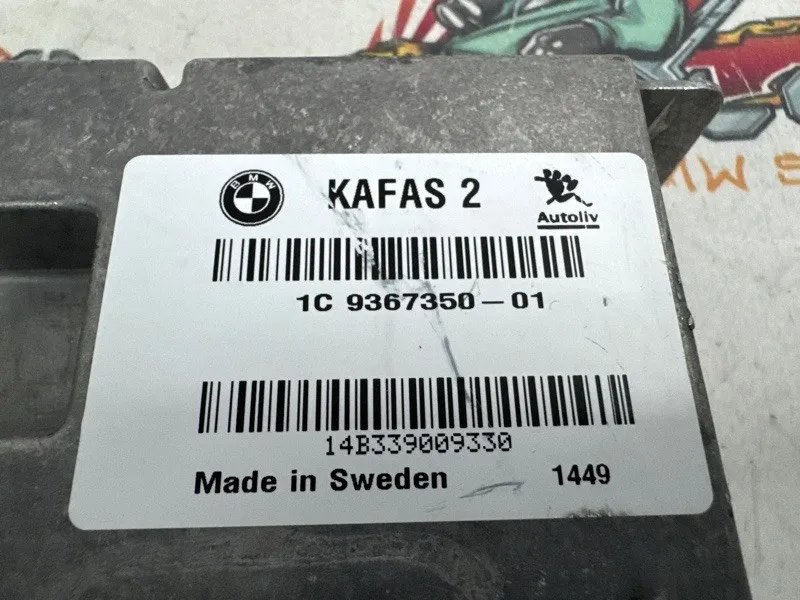 BMW
KAFAS 2
Autoliv
1C 9367350-01
14B339009330
Made in Sweden
1449